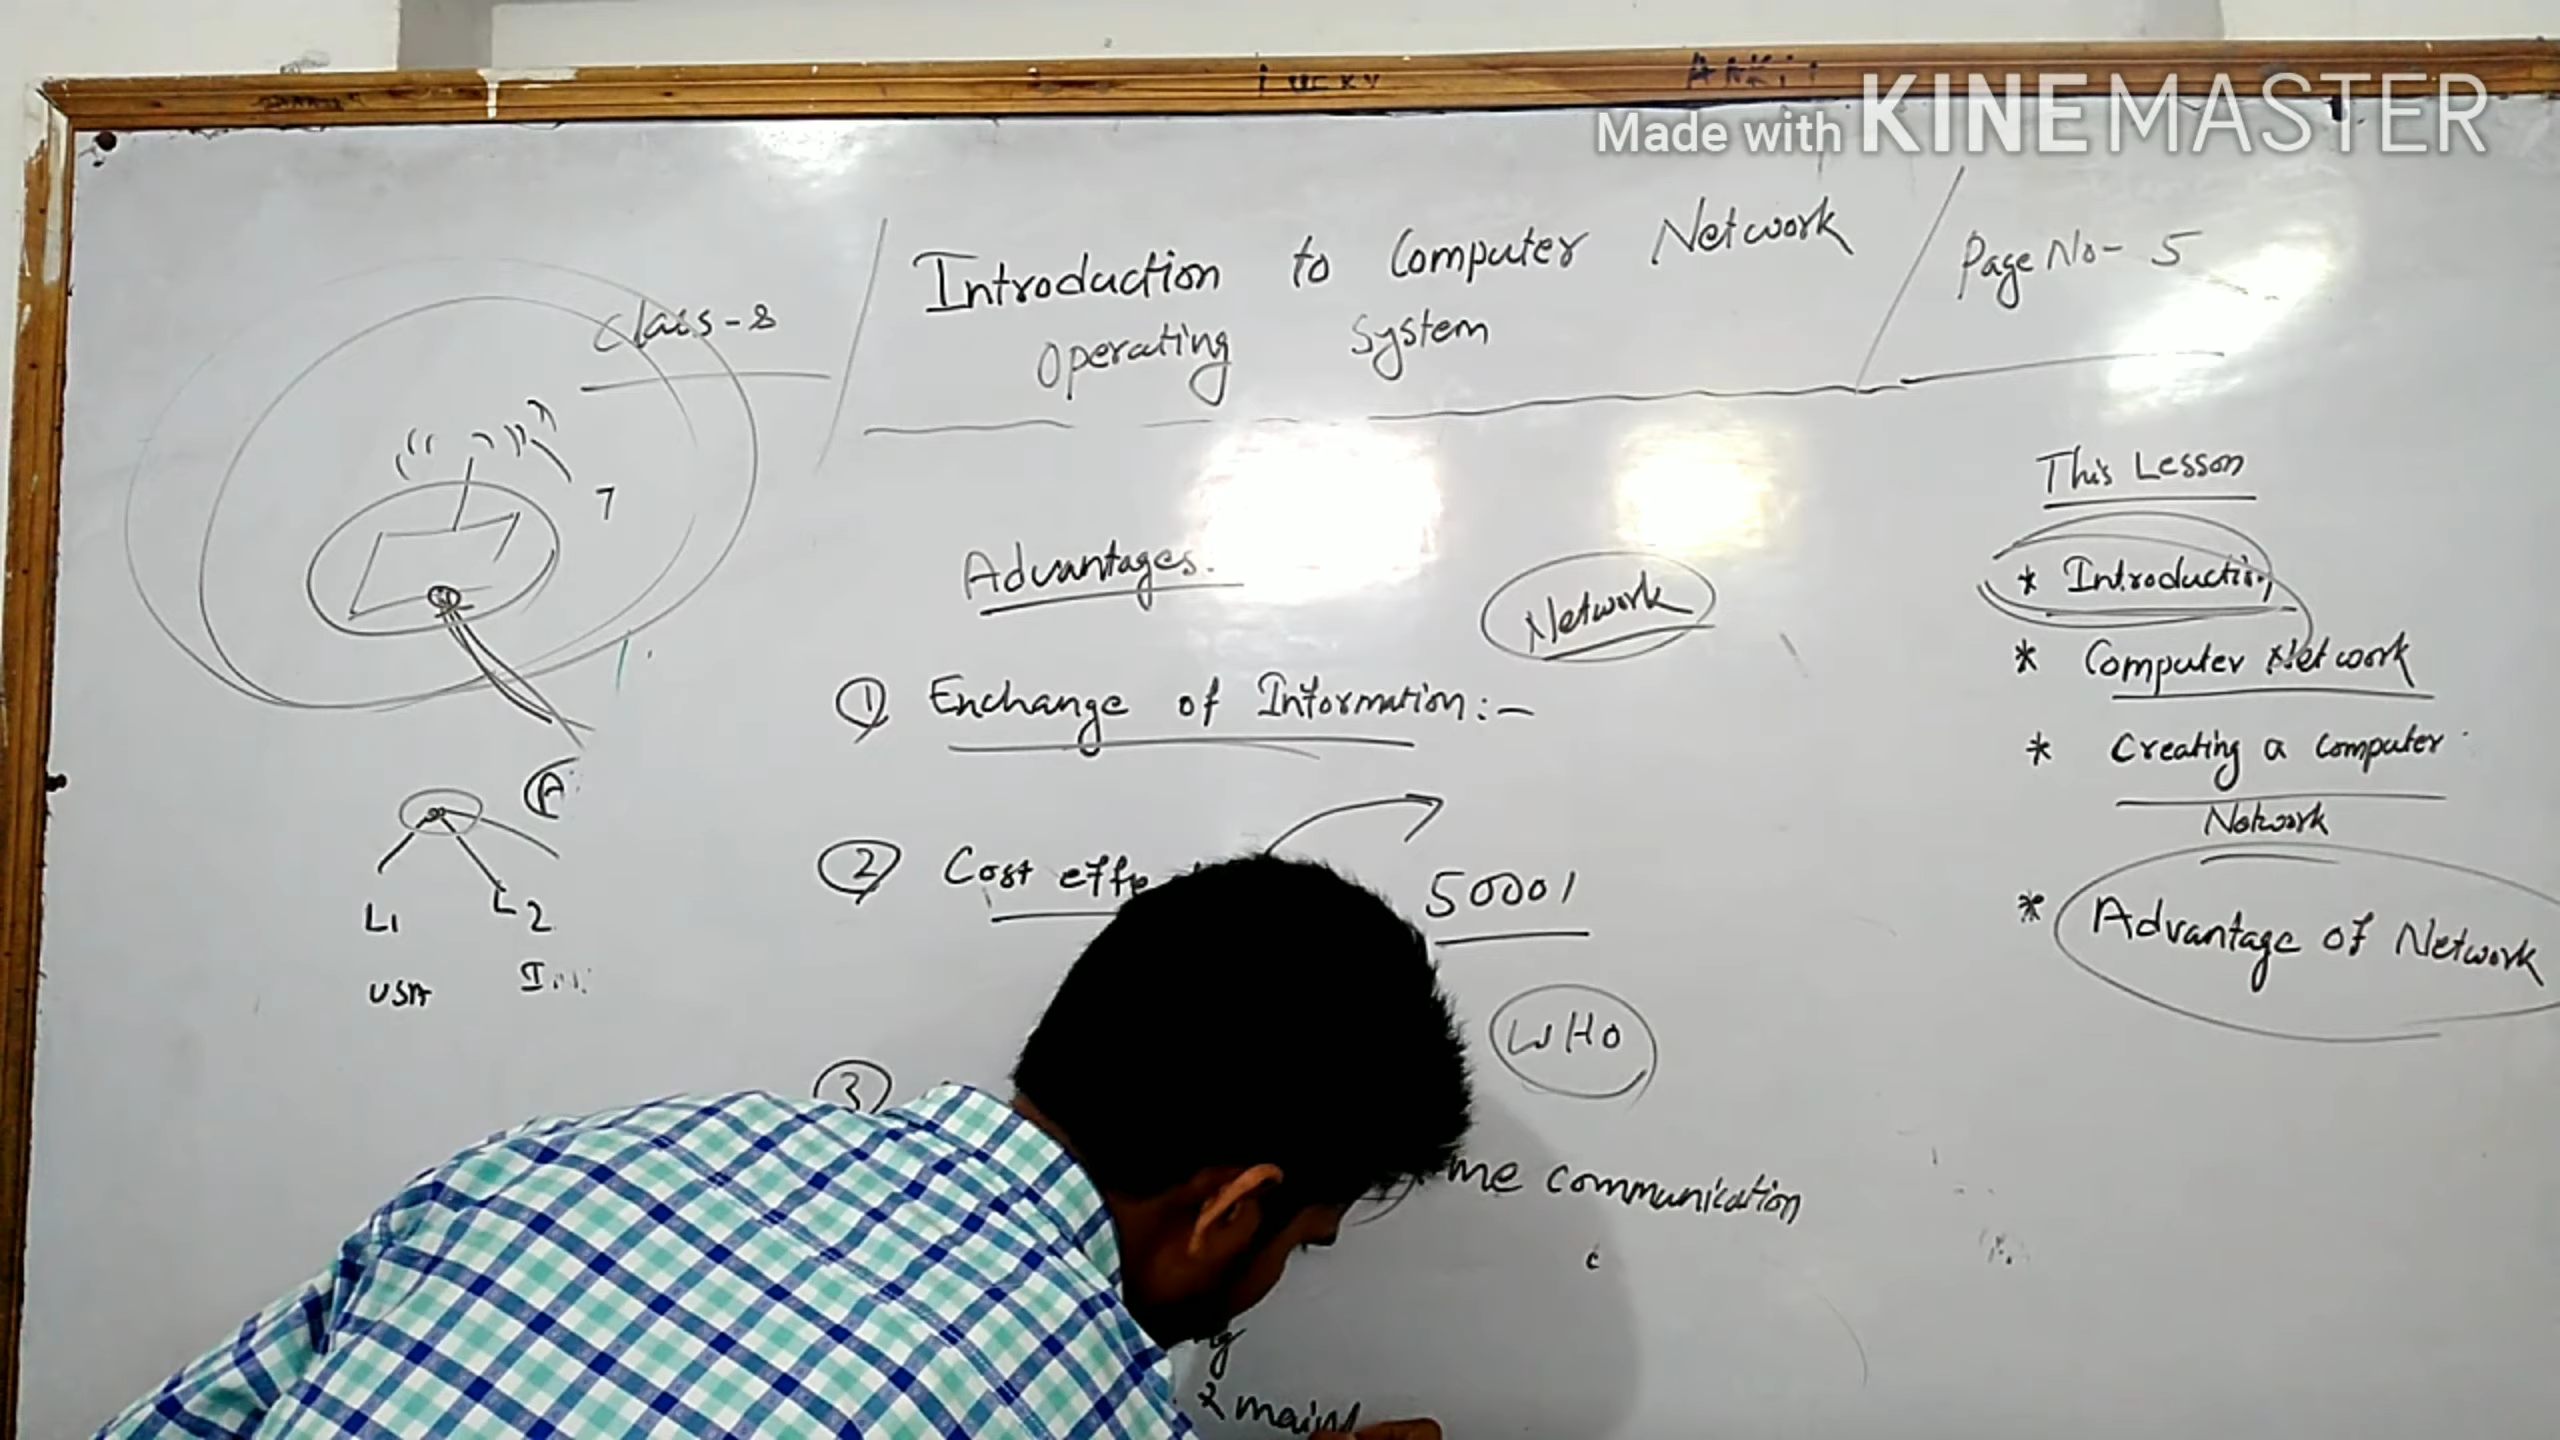 LUCKY
Made with KINEMASTER
Class-8
Introduction to Computer Network
operating System
Page No- 5
This Lesson
* Introduction
* Computer Network
* Creating a computer
Network
* Advantage of Network
Advantages.
Network
① Enchange of Information:-
② Cost effe
50001
③
WHO
me communication
c
& main
7
A
L1
L2
USA